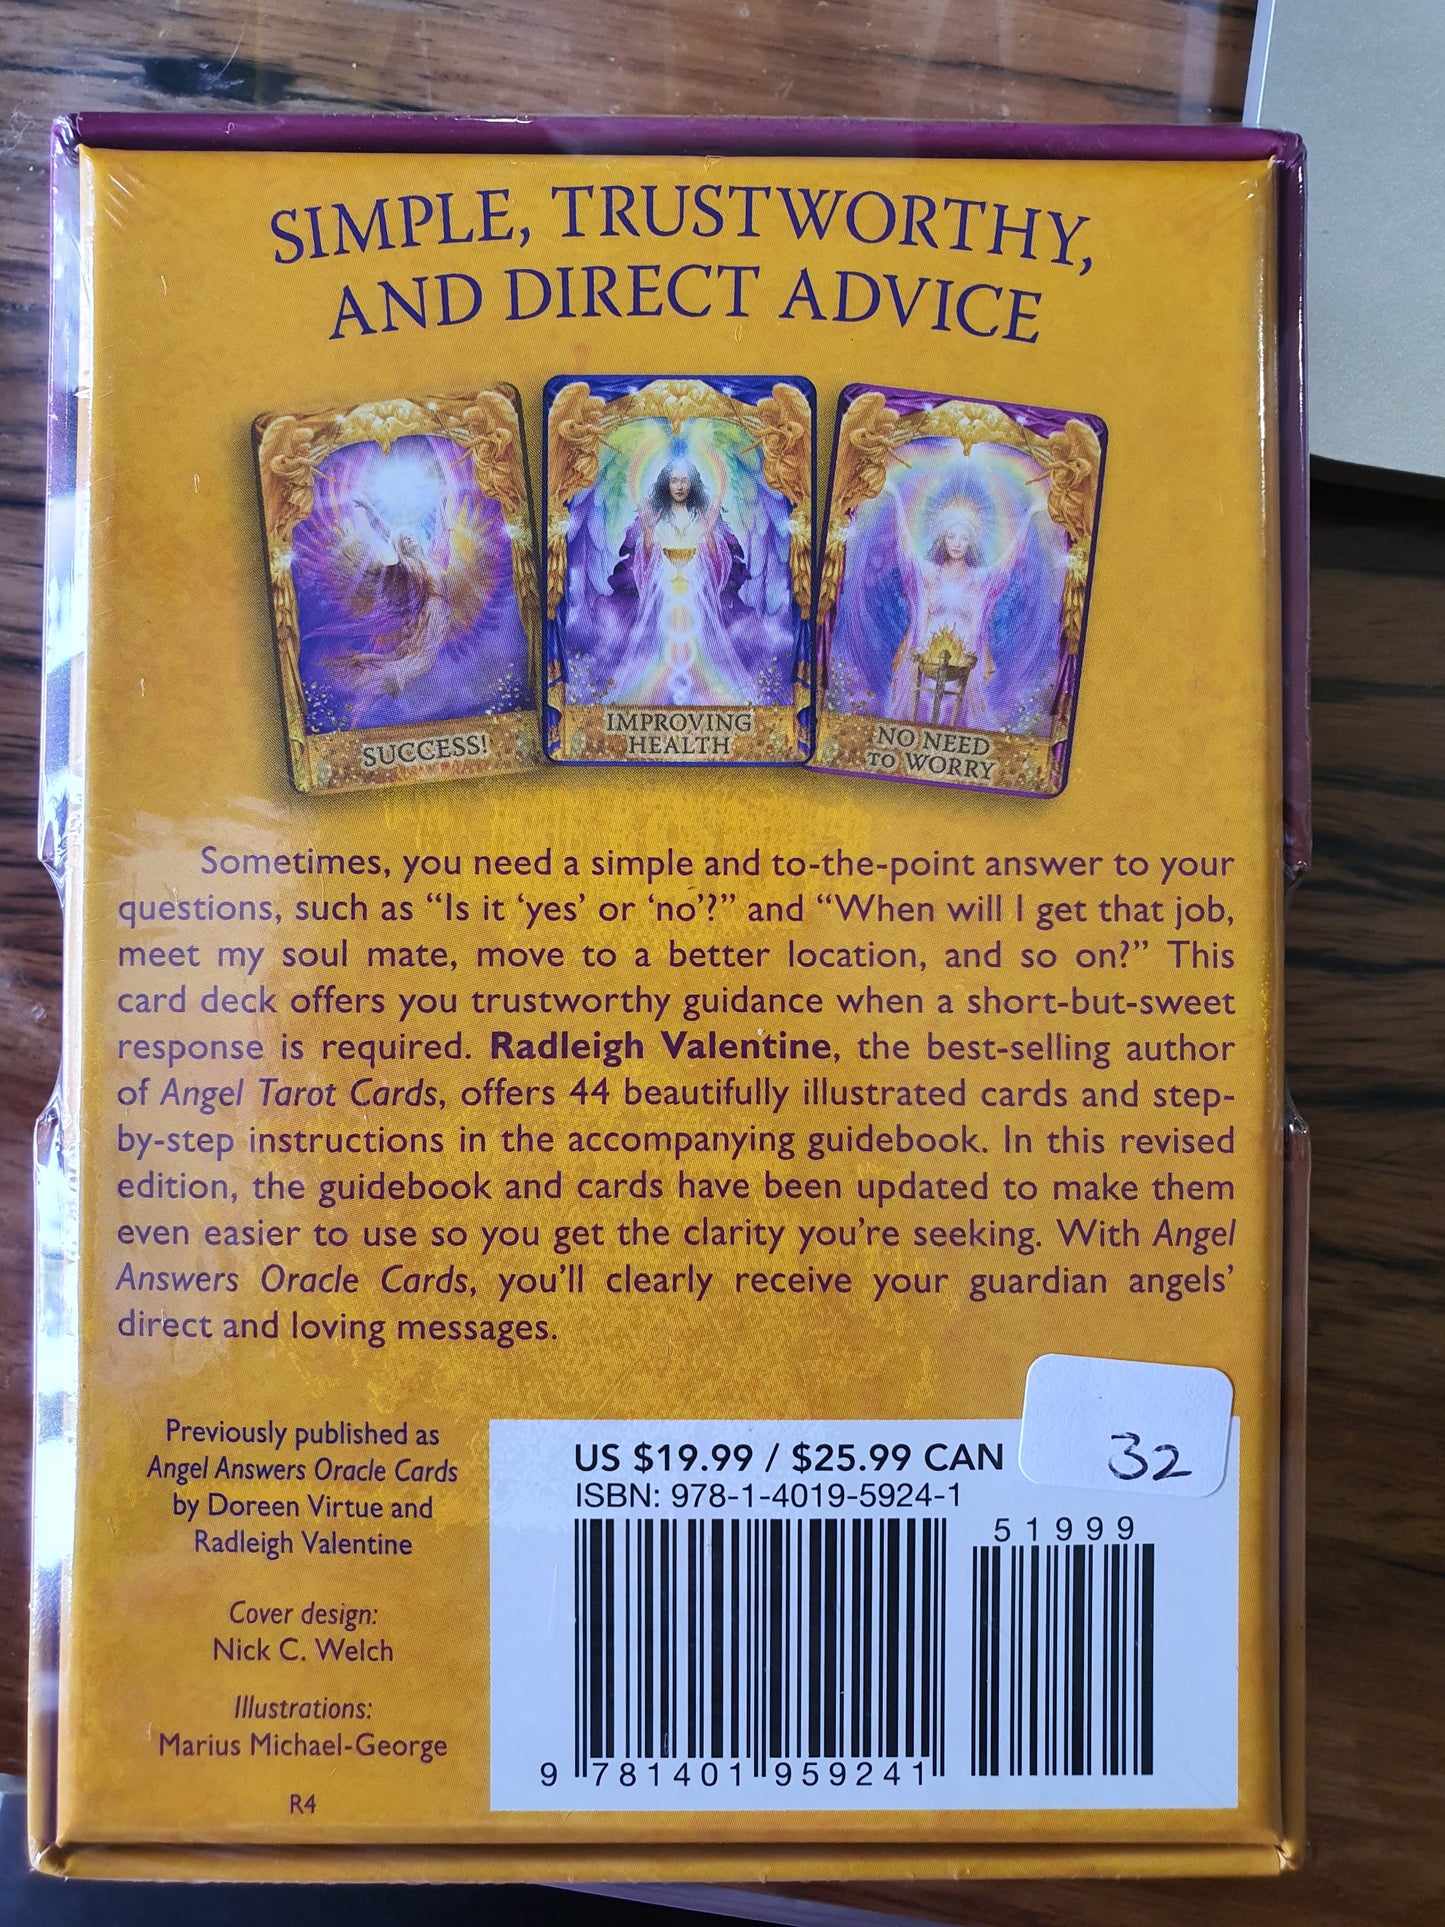 SIMPLE, TRUSTWORTHY,
AND DIRECT ADVICE
SUCCESS!
IMPROVING
HEALTH
NO NEED
TO WORRY
Sometimes, you need a simple and to-the-point answer to your
questions, such as “Is it ‘yes’ or ‘no’?” and “When will I get that job,
meet my soul mate, move to a better location, and so on?” This
card deck offers you trustworthy guidance when a short-but-sweet
response is required. Radleigh Valentine, the best-selling author
of Angel Tarot Cards, offers 44 beautifully illustrated cards and step-
by-step instructions in the accompanying guidebook. In this revised
edition, the guidebook and cards have been updated to make them
even easier to use so you get the clarity you’re seeking. With Angel
Answers Oracle Cards, you’ll clearly receive your guardian angels’
direct and loving messages.
Previously published as
Angel Answers Oracle Cards
by Doreen Virtue and
Radleigh Valentine
Cover design:
Nick C. Welch
Illustrations:
Marius Michael-George
R4
US $19.99 / $25.99 CAN
ISBN: 978-1-4019-5924-1
32
51999
9 781401 959241